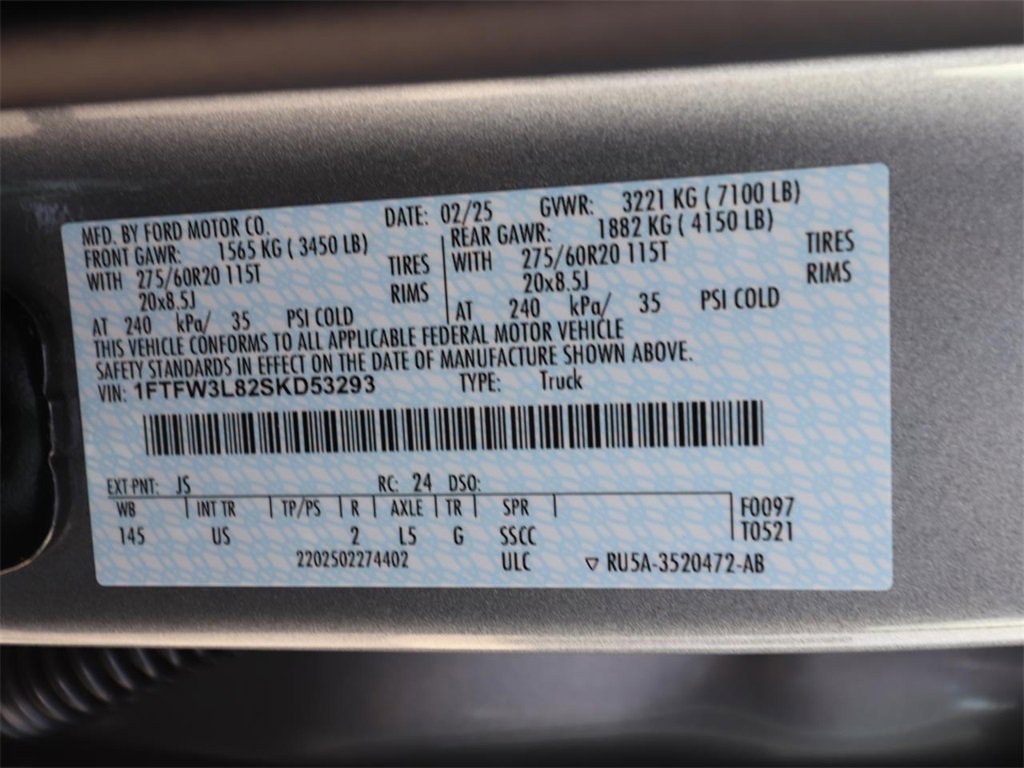 MFD. BY FORD MOTOR CO. DATE: 02/25 GVWR: 3221 KG ( 7100 LB)
FRONT GAWR: 1565 KG ( 3450 LB) REAR GAWR: 1882 KG ( 4150 LB)
WITH 275/60R20 115T TIRES WITH 275/60R20 115T TIRES
20x8.5J RIMS 20x8.5J RIMS
AT 240 kPa/ 35 PSI COLD AT 240 kPa/ 35 PSI COLD
THIS VEHICLE CONFORMS TO ALL APPLICABLE FEDERAL MOTOR VEHICLE
SAFETY STANDARDS IN EFFECT ON THE DATE OF MANUFACTURE SHOWN ABOVE.
VIN: 1FTFW3L82SKD53293 TYPE: Truck
EXT PNT: JS RC: 24 DSO:
WB INT TR TP/PS R AXLE TR SPR F0097
145 US 2 L5 G SSCC T0521
2202502274402 ULC ▽ RU5A-3520472-AB